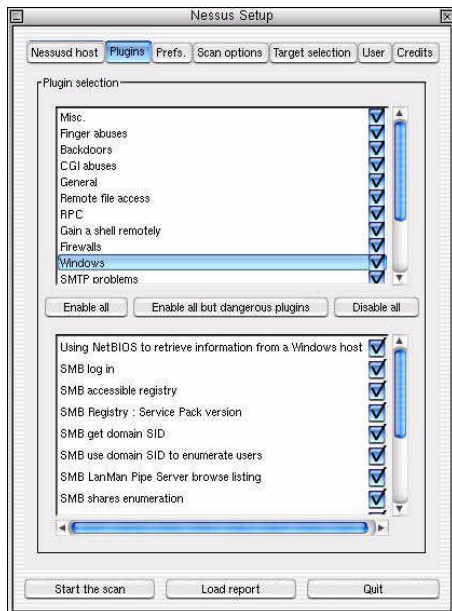 Nessus Setup
Nessusd host Plugins Prefs. Scan options Target selection User Credits
Plugin selection
Misc.
Finger abuses
Backdoors
CGI abuses
General
Remote file access
RPC
Gain a shell remotely
Firewalls
Windows
SMTP problems
Enable all Enable all but dangerous plugins Disable all
Using NetBIOS to retrieve information from a Windows host
SMB log in
SMB accessible registry
SMB Registry : Service Pack version
SMB get domain SID
SMB use domain SID to enumerate users
SMB LanMan Pipe Server browse listing
SMB shares enumeration
Start the scan Load report Quit